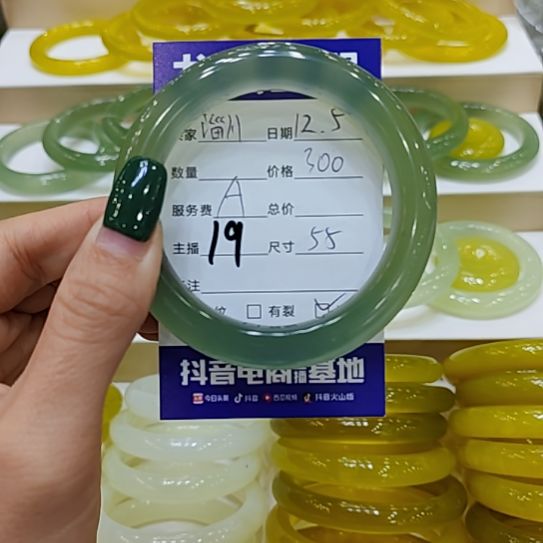 家 淄川 日期 12.5
数量 价格 300
服务费 A 总价
主播 19 尺寸 55
注
纹 □ 有裂 ☑
抖音电商直播基地
今日头条 抖音 西瓜视频 抖音火山版